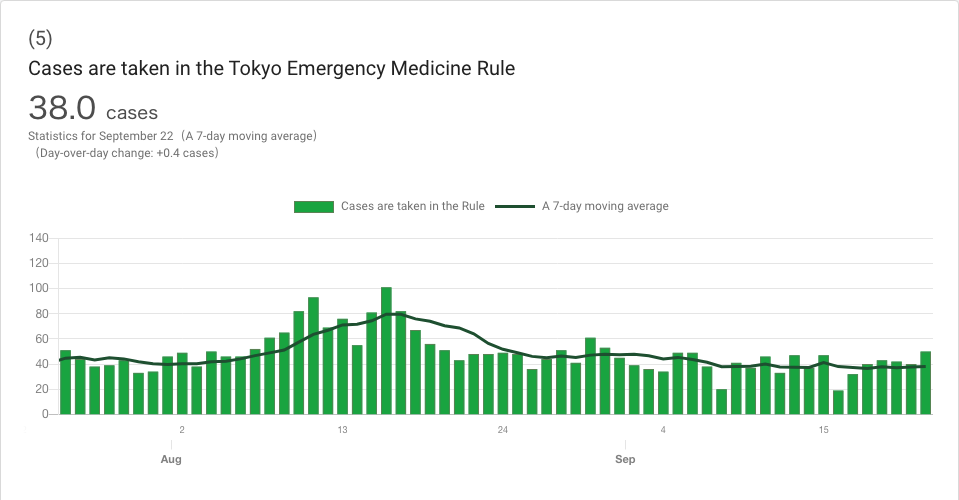 (5)
Cases are taken in the Tokyo Emergency Medicine Rule
38.0 cases
Statistics for September 22（A 7-day moving average）
（Day-over-day change: +0.4 cases）
Cases are taken in the Rule A 7-day moving average
140
120
100
80
60
40
20
0
2 13 24 4 15
Aug Sep